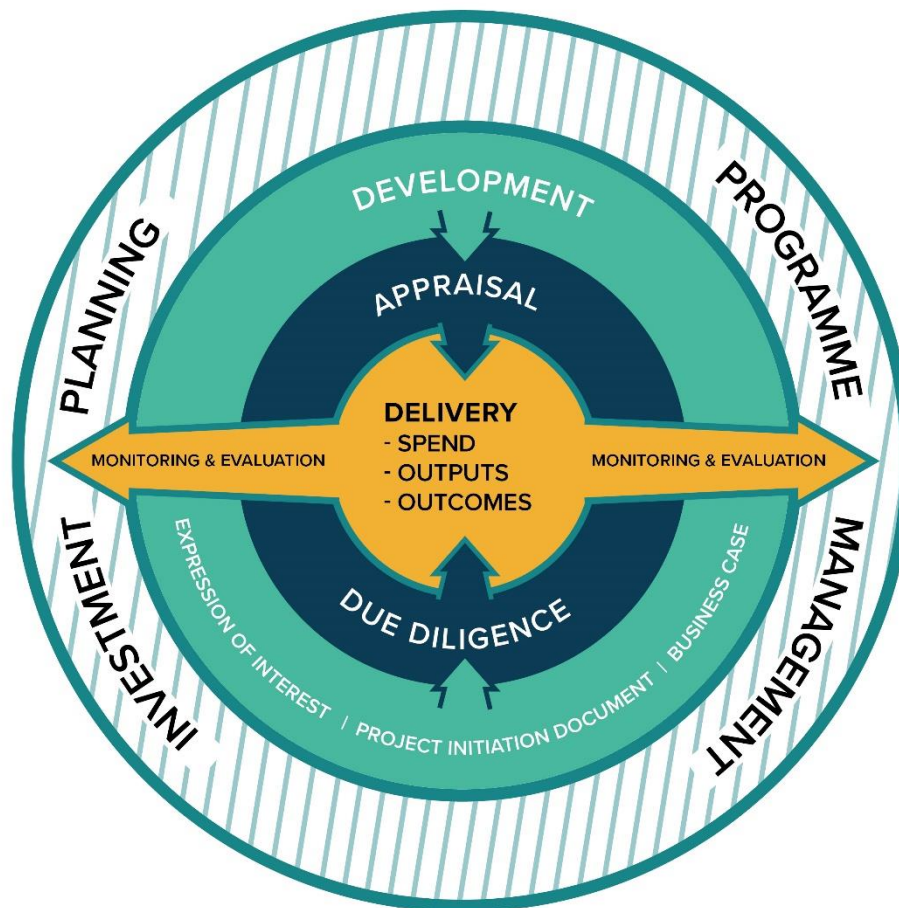 PLANNING
PROGRAMME
DEVELOPMENT
APPRAISAL
DELIVERY
- SPEND
- OUTPUTS
- OUTCOMES
MONITORING & EVALUATION
MONITORING & EVALUATION
DUE DILIGENCE
EXPRESSION OF INTEREST | PROJECT INITIATION DOCUMENT | BUSINESS CASE
INVESTMENT
MANAGEMENT